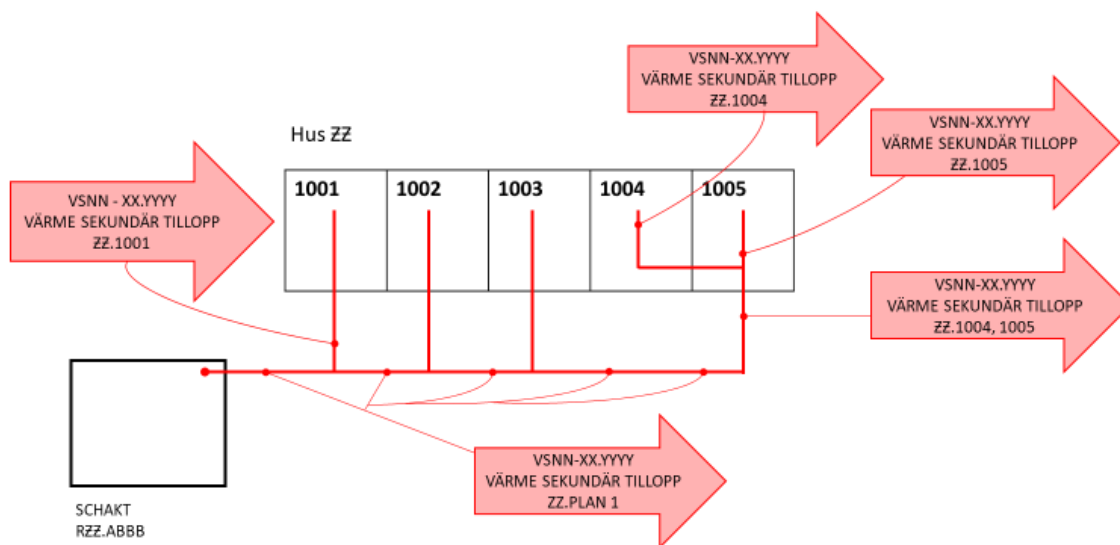 VSNN-XX.YYYY
VÄRME SEKUNDÄR TILLOPP
ZZ.1004
VSNN-XX.YYYY
VÄRME SEKUNDÄR TILLOPP
ZZ.1005
Hus ZZ
1001
1002
1003
1004
1005
VSNN - XX.YYYY
VÄRME SEKUNDÄR TILLOPP
ZZ.1001
VSNN-XX.YYYY
VÄRME SEKUNDÄR TILLOPP
ZZ.1004, 1005
VSNN-XX.YYYY
VÄRME SEKUNDÄR TILLOPP
ZZ.PLAN 1
SCHAKT
RZZ.ABBB